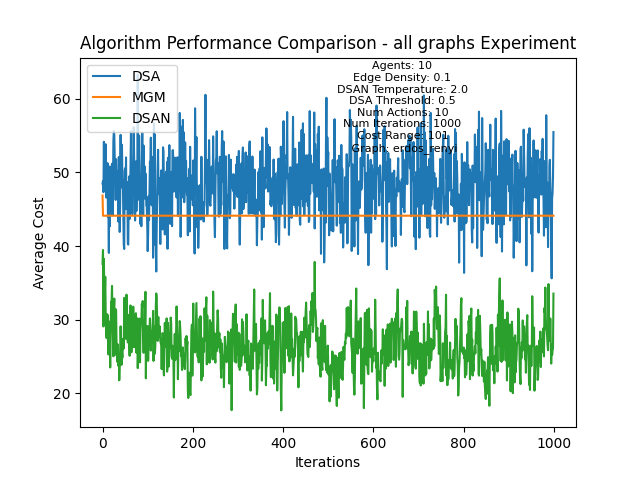 Algorithm Performance Comparison - all graphs Experiment
DSA
MGM
DSAN
Agents: 10
Edge Density: 0.1
DSAN Temperature: 2.0
DSA Threshold: 0.5
Num Actions: 10
Num Iterations: 1000
Cost Range: 101
Graph: erdos_renyi
Average Cost
60
50
40
30
20
0 200 400 600 800 1000
Iterations